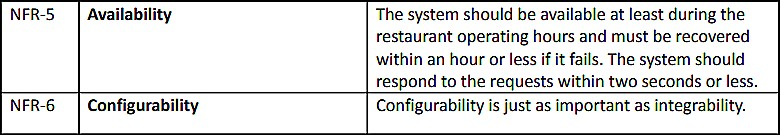 NFR-5 Availability The system should be available at least during the
restaurant operating hours and must be recovered
within an hour or less if it fails. The system should
respond to the requests within two seconds or less.
NFR-6 Configurability Configurability is just as important as integrability.